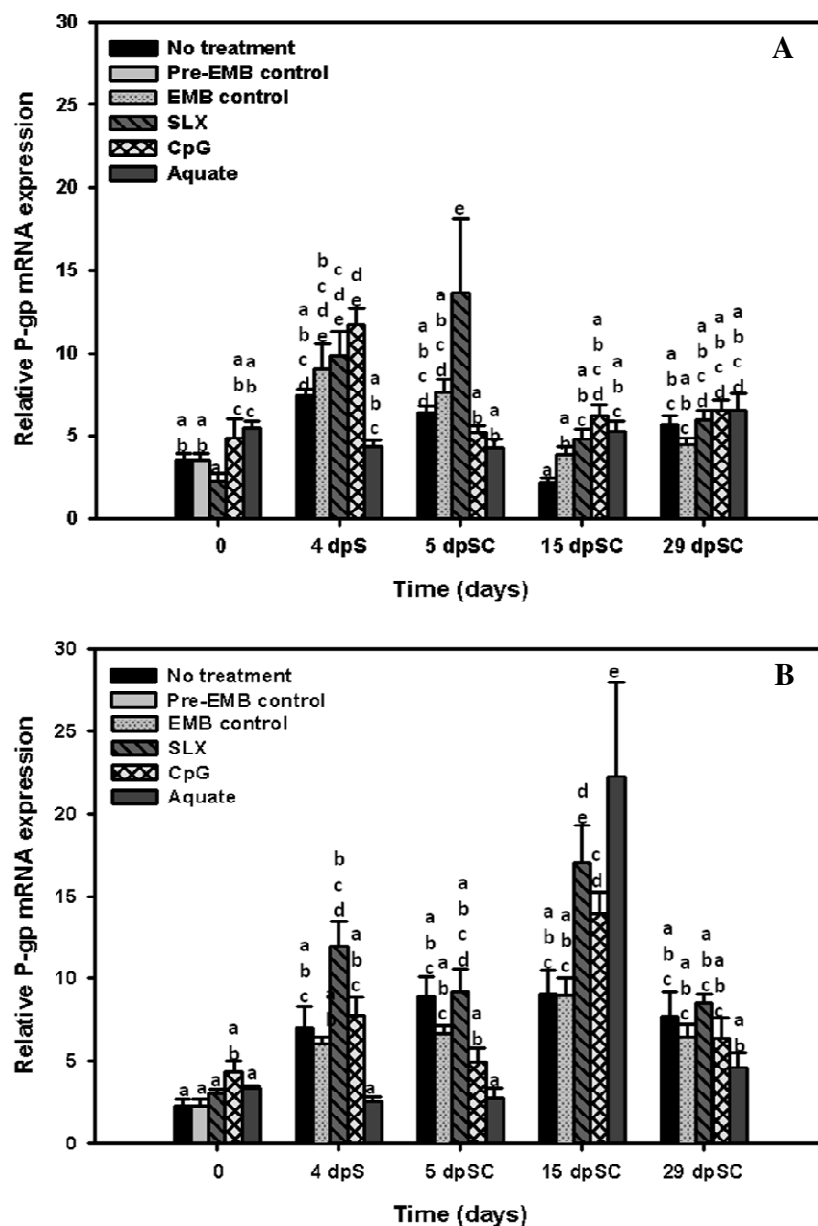 30
25
20
15
10
5
0
Relative P-gp mRNA expression
A
No treatment
Pre-EMB control
EMB control
SLX
CpG
Aquate
a b
a b
a
a b c
a b c
a b c d
b c d e
c d e
d e
a b c
a b c d
a b c d
e
a b
a b
a
a b
a b c
a b c d
a b c
a b c
a b c
a b c d
a b c d
a b c d
0
4 dpS
5 dpSC
15 dpSC
29 dpSC
Time (days)
30
25
20
15
10
5
0
Relative P-gp mRNA expression
B
No treatment
Pre-EMB control
EMB control
SLX
CpG
Aquate
a
a
a
a b
a
a b c
a b
b c d
a b c
a
a b c
a b c
a b c d
a b
a
a b c
a b c
d e
c d
e
a b c
a b c
a b c
a b c
a b
0
4 dpS
5 dpSC
15 dpSC
29 dpSC
Time (days)